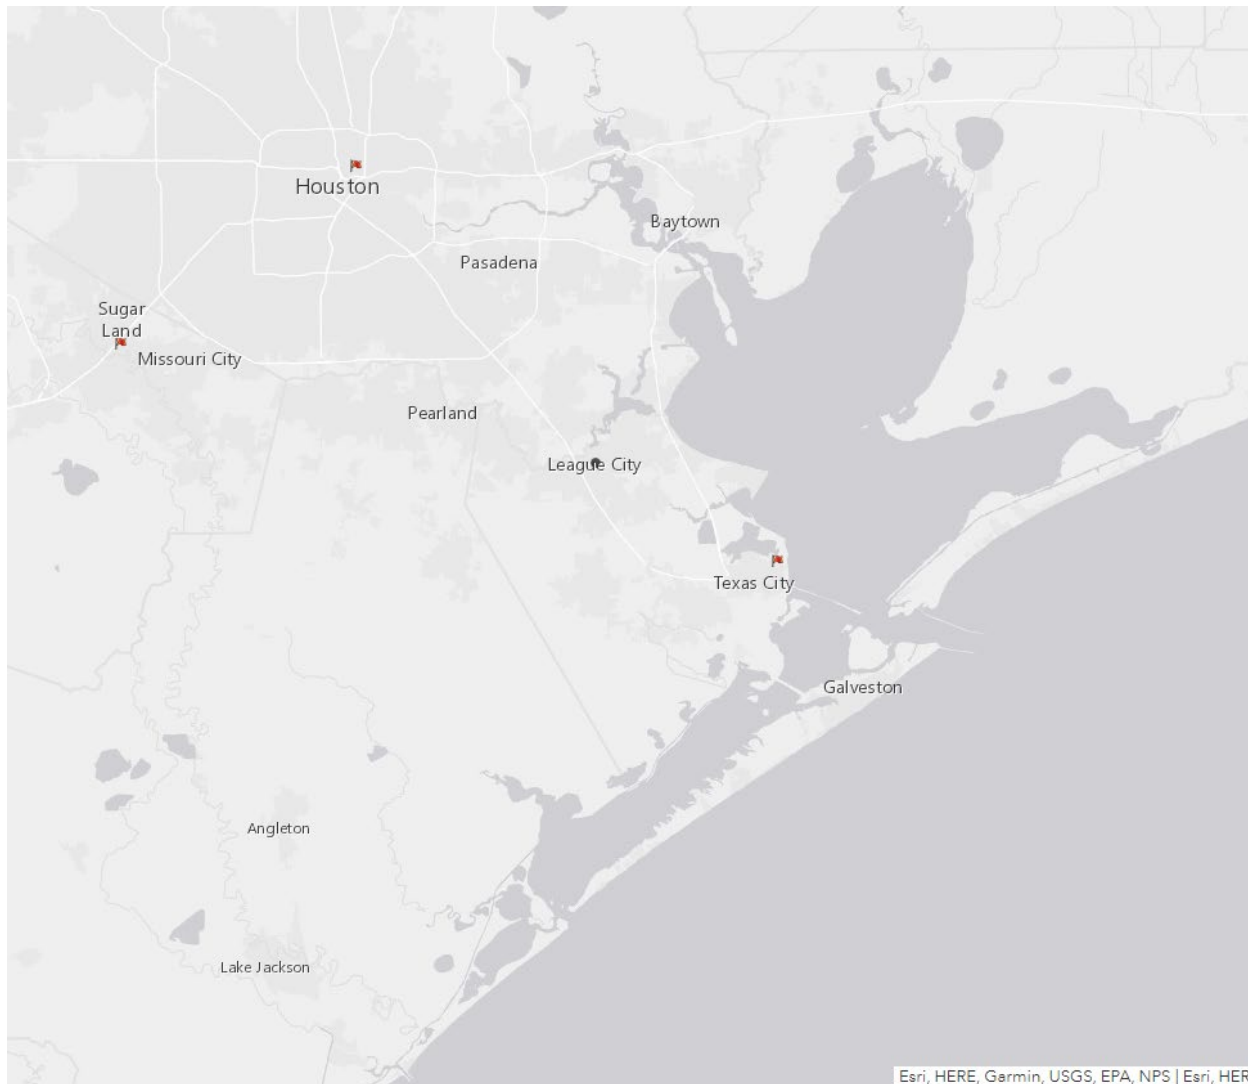 Houston
Baytown
Pasadena
Sugar
Land
Missouri City
Pearland
League City
Texas City
Galveston
Angleton
Lake Jackson
Esri, HERE, Garmin, USGS, EPA, NPS | Esri, HER